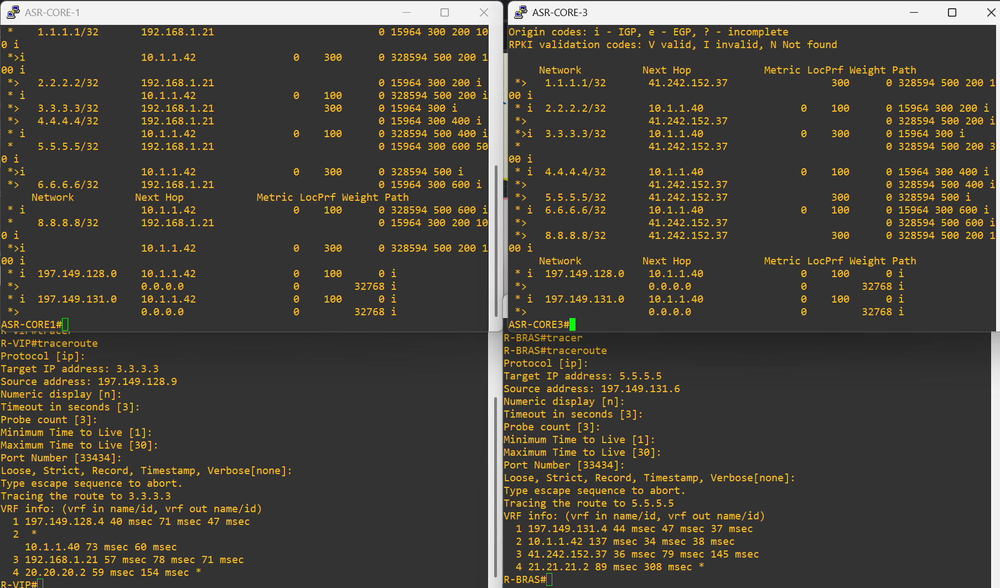 ASR-CORE-1
 *    1.1.1.1/32       192.168.1.21                           0 15964 300 200 10
0 i
 *>i                   10.1.1.42                0    300      0 328594 500 200 1
00 i
 *>   2.2.2.2/32       192.168.1.21                           0 15964 300 200 i
 * i                   10.1.1.42                0    100      0 328594 500 200 i
 *>   3.3.3.3/32       192.168.1.21                  300      0 15964 300 i
 *>   4.4.4.4/32       192.168.1.21                           0 15964 300 400 i
 * i                   10.1.1.42                0    100      0 328594 500 400 i
 *    5.5.5.5/32       192.168.1.21                           0 15964 300 600 50
0 i
 *>i                   10.1.1.42                0    300      0 328594 500 i
 *>   6.6.6.6/32       192.168.1.21                           0 15964 300 600 i
     Network          Next Hop            Metric LocPrf Weight Path
 * i                   10.1.1.42                0    100      0 328594 500 600 i
 *    8.8.8.8/32       192.168.1.21                           0 15964 300 200 10
0 i
 *>i                   10.1.1.42                0    300      0 328594 500 200 1
00 i
 * i  197.149.128.0    10.1.1.42                0    100      0 i
 *>                    0.0.0.0                  0         32768 i
 * i  197.149.131.0    10.1.1.42                0    100      0 i
 *>                    0.0.0.0                  0         32768 i
ASR-CORE1#
ASR-CORE-3
Origin codes: i - IGP, e - EGP, ? - incomplete
RPKI validation codes: V valid, I invalid, N Not found
     Network          Next Hop            Metric LocPrf Weight Path
 *>   1.1.1.1/32       41.242.152.37                 300      0 328594 500 200 1
00 i
 * i  2.2.2.2/32       10.1.1.40                0    100      0 15964 300 200 i
 *>                    41.242.152.37                          0 328594 500 200 i
 *>i  3.3.3.3/32       10.1.1.40                0    300      0 15964 300 i
 *                     41.242.152.37                          0 328594 500 200 3
00 i
 * i  4.4.4.4/32       10.1.1.40                0    100      0 15964 300 400 i
 *>                    41.242.152.37                          0 328594 500 400 i
 *>   5.5.5.5/32       41.242.152.37                 300      0 328594 500 i
 * i  6.6.6.6/32       10.1.1.40                0    100      0 15964 300 600 i
 *>                    41.242.152.37                          0 328594 500 600 i
 *>   8.8.8.8/32       41.242.152.37                 300      0 328594 500 200 1
00 i
     Network          Next Hop            Metric LocPrf Weight Path
 * i  197.149.128.0    10.1.1.40                0    100      0 i
 *>                    0.0.0.0                  0         32768 i
 * i  197.149.131.0    10.1.1.40                0    100      0 i
 *>                    0.0.0.0                  0         32768 i
ASR-CORE3#
R-VIP#tracer
R-VIP#traceroute
Protocol [ip]:
Target IP address: 3.3.3.3
Source address: 197.149.128.9
Numeric display [n]:
Timeout in seconds [3]:
Probe count [3]:
Minimum Time to Live [1]:
Maximum Time to Live [30]:
Port Number [33434]:
Loose, Strict, Record, Timestamp, Verbose[none]:
Type escape sequence to abort.
Tracing the route to 3.3.3.3
VRF info: (vrf in name/id, vrf out name/id)
  1 197.149.128.4 40 msec 71 msec 47 msec
  2  *
    10.1.1.40 73 msec 60 msec
  3 192.168.1.21 57 msec 78 msec 71 msec
  4 20.20.20.2 59 msec 154 msec *
R-VIP#
R-BRAS#tracer
R-BRAS#traceroute
Protocol [ip]:
Target IP address: 5.5.5.5
Source address: 197.149.131.6
Numeric display [n]:
Timeout in seconds [3]:
Probe count [3]:
Minimum Time to Live [1]:
Maximum Time to Live [30]:
Port Number [33434]:
Loose, Strict, Record, Timestamp, Verbose[none]:
Type escape sequence to abort.
Tracing the route to 5.5.5.5
VRF info: (vrf in name/id, vrf out name/id)
  1 197.149.131.4 44 msec 47 msec 37 msec
  2 10.1.1.42 137 msec 34 msec 38 msec
  3 41.242.152.37 36 msec 79 msec 145 msec
  4 21.21.21.2 89 msec 308 msec *
R-BRAS#